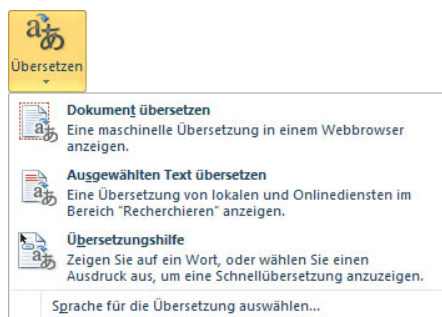 Übersetzen
Dokument übersetzen
Eine maschinelle Übersetzung in einem Webbrowser
anzeigen.
Ausgewählten Text übersetzen
Eine Übersetzung von lokalen und Onlinediensten im
Bereich "Recherchieren" anzeigen.
Übersetzungshilfe
Zeigen Sie auf ein Wort, oder wählen Sie einen
Ausdruck aus, um eine Schnellübersetzung anzuzeigen.
Sprache für die Übersetzung auswählen...